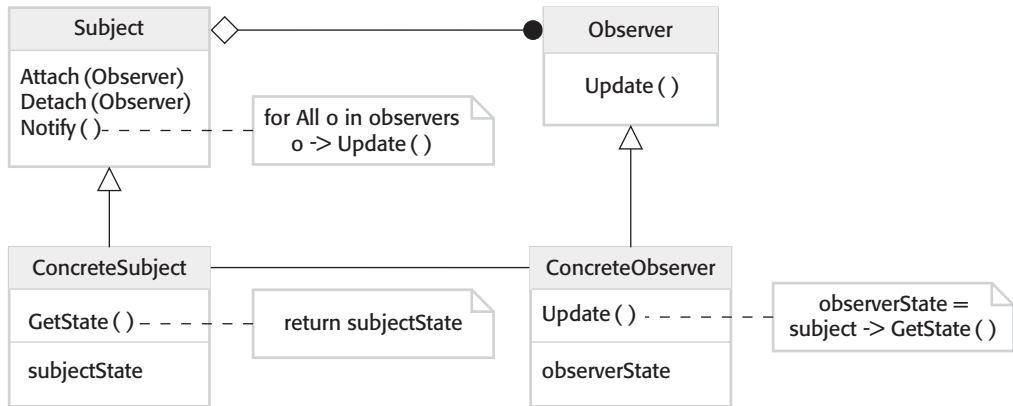 Subject
Observer
Attach (Observer)
Detach (Observer)
Notify ( )
Update ( )
for All o in observers
o -> Update ( )
ConcreteSubject
ConcreteObserver
GetState ( )
return subjectState
Update ( )
observerState =
subject -> GetState ( )
subjectState
observerState